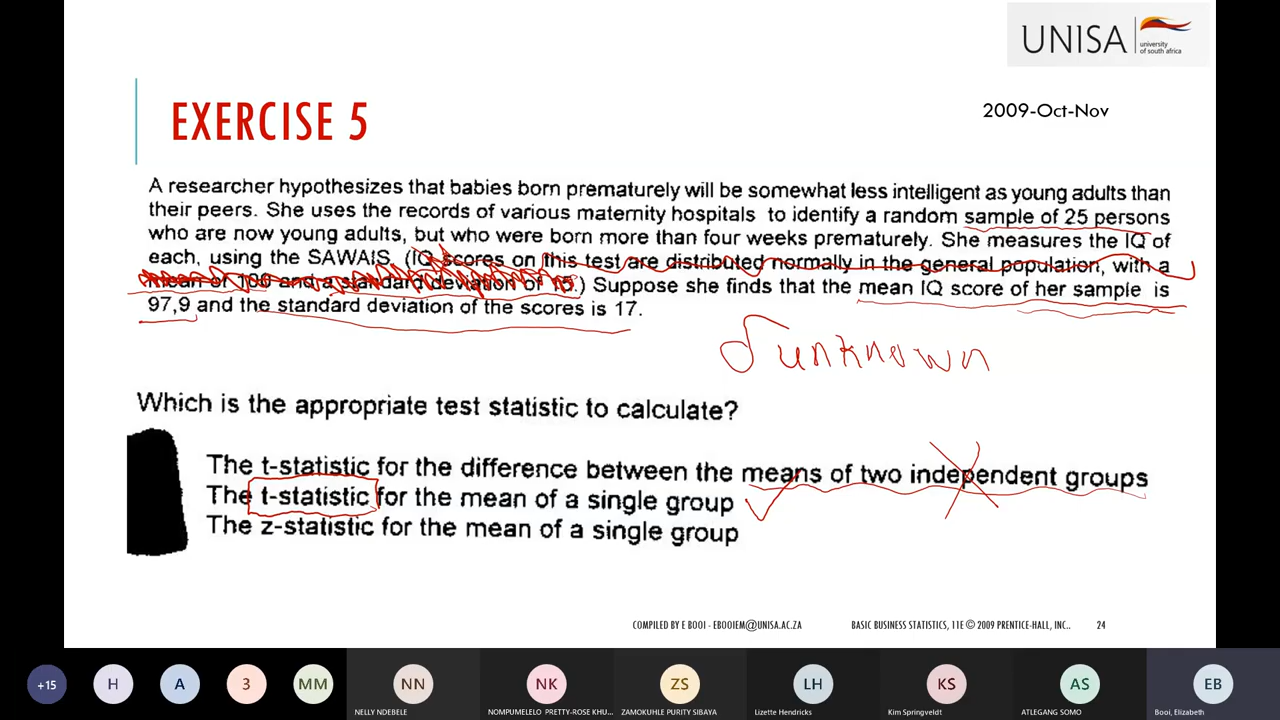 UNISA
university
of south africa
EXERCISE 5
2009-Oct-Nov
A researcher hypothesizes that babies born prematurely will be somewhat less intelligent as young adults than
their peers. She uses the records of various maternity hospitals to identify a random sample of 25 persons
who are now young adults, but who were born more than four weeks prematurely. She measures the IQ of
each, using the SAWAIS. (IQ scores on this test are distributed normally in the general population, with a
mean of 100 and a standard deviation of 15.) Suppose she finds that the mean IQ score of her sample is
97,9 and the standard deviation of the scores is 17.
unknown
Which is the appropriate test statistic to calculate?
The t-statistic for the difference between the means of two independent groups
The t-statistic for the mean of a single group
The z-statistic for the mean of a single group
COMPILED BY E BOOI - EBOOIEM@UNISA.AC.ZA BASIC BUSINESS STATISTICS, 11E © 2009 PRENTICE-HALL, INC.. 24
+15 H A 3 MM NN NK ZS LH KS AS EB
NELLY NDEBELE NOMPUMELELO PRETTY-ROSE KHU... ZAMOKUHLE PURITY SIBAYA Lizette Hendricks Kim Springveldt ATLEGANG SOMO Booi, Elizabeth